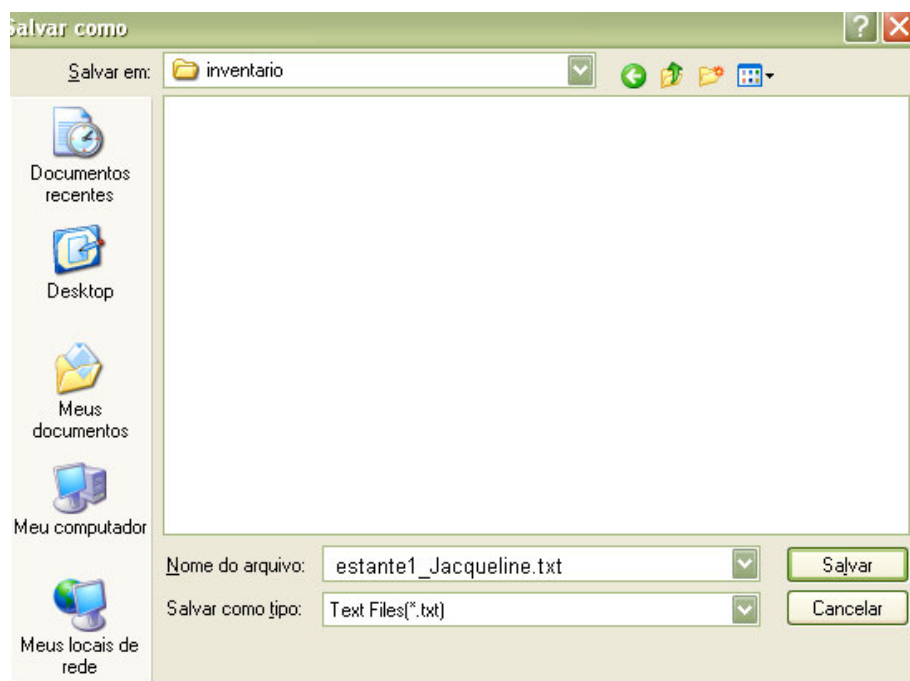 Salvar como
Salvar em: inventario
Documentos
recentes
Desktop
Meus
documentos
Meu computador
Meus locais de
rede
Nome do arquivo: estante1_Jacqueline.txt Salvar
Salvar como tipo: Text Files(*.txt) Cancelar